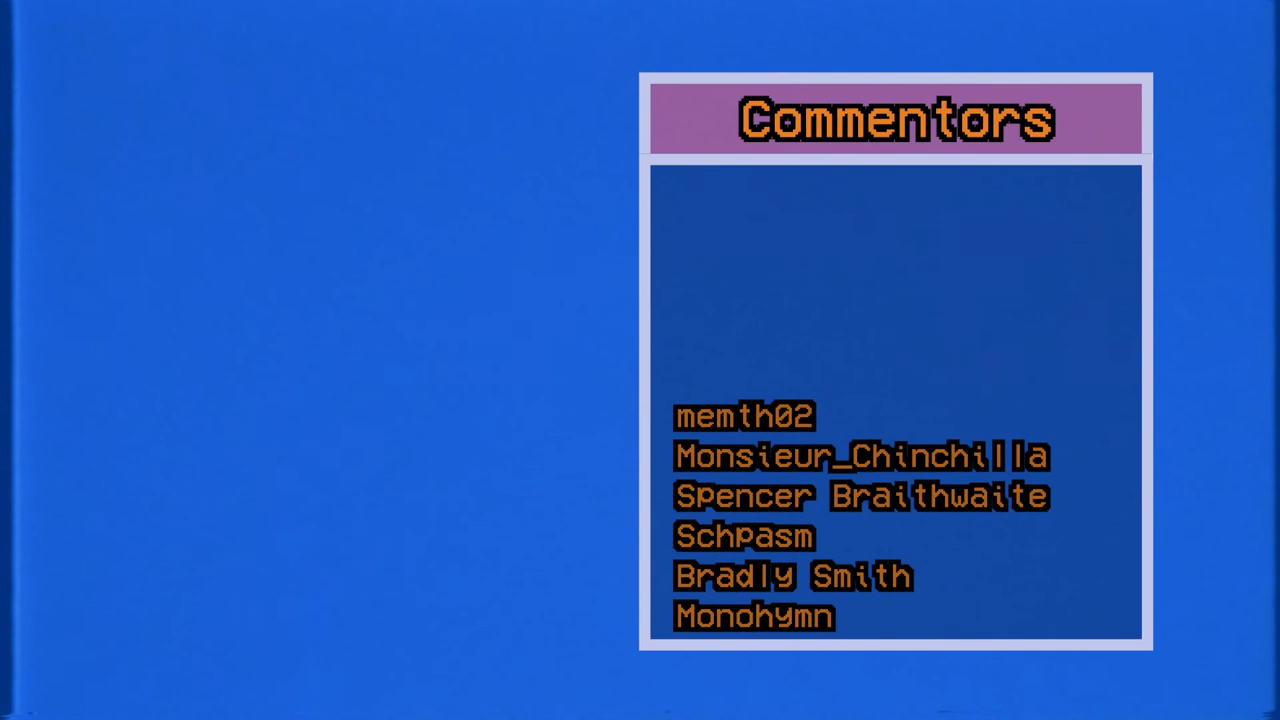 Commentors
memth02
Monsieur_Chinchilla
Spencer Braithwaite
Schpasm
Bradly Smith
Monohymn